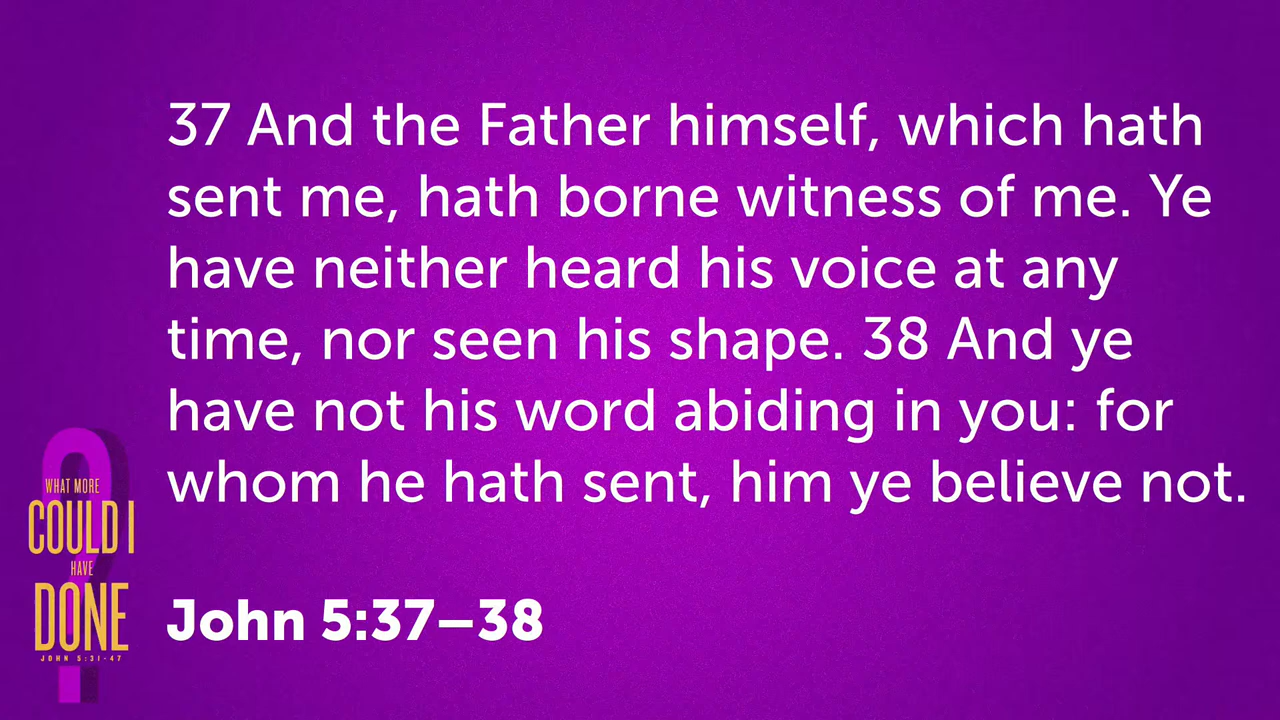 37 And the Father himself, which hath
sent me, hath borne witness of me. Ye
have neither heard his voice at any
time, nor seen his shape. 38 And ye
have not his word abiding in you: for
whom he hath sent, him ye believe not.
WHAT MORE
COULD I
HAVE
DONE
JOHN 5:31-47
?
John 5:37–38